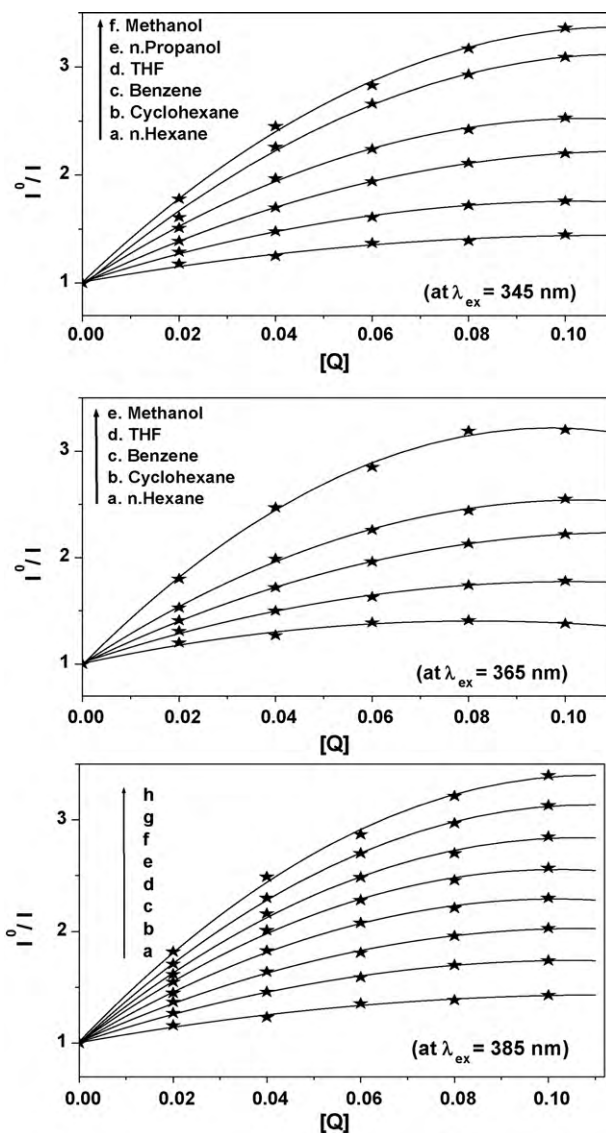 f. Methanol
e. n.Propanol
d. THF
c. Benzene
b. Cyclohexane
a. n.Hexane
3
2
1
I⁰/ I
(at λex = 345 nm)
0.00 0.02 0.04 0.06 0.08 0.10
[Q]
e. Methanol
d. THF
c. Benzene
b. Cyclohexane
a. n.Hexane
3
2
1
I⁰/ I
(at λex = 365 nm)
0.00 0.02 0.04 0.06 0.08 0.10
[Q]
h
g
f
e
d
c
b
a
3
2
1
I⁰/ I
(at λex = 385 nm)
0.00 0.02 0.04 0.06 0.08 0.10
[Q]